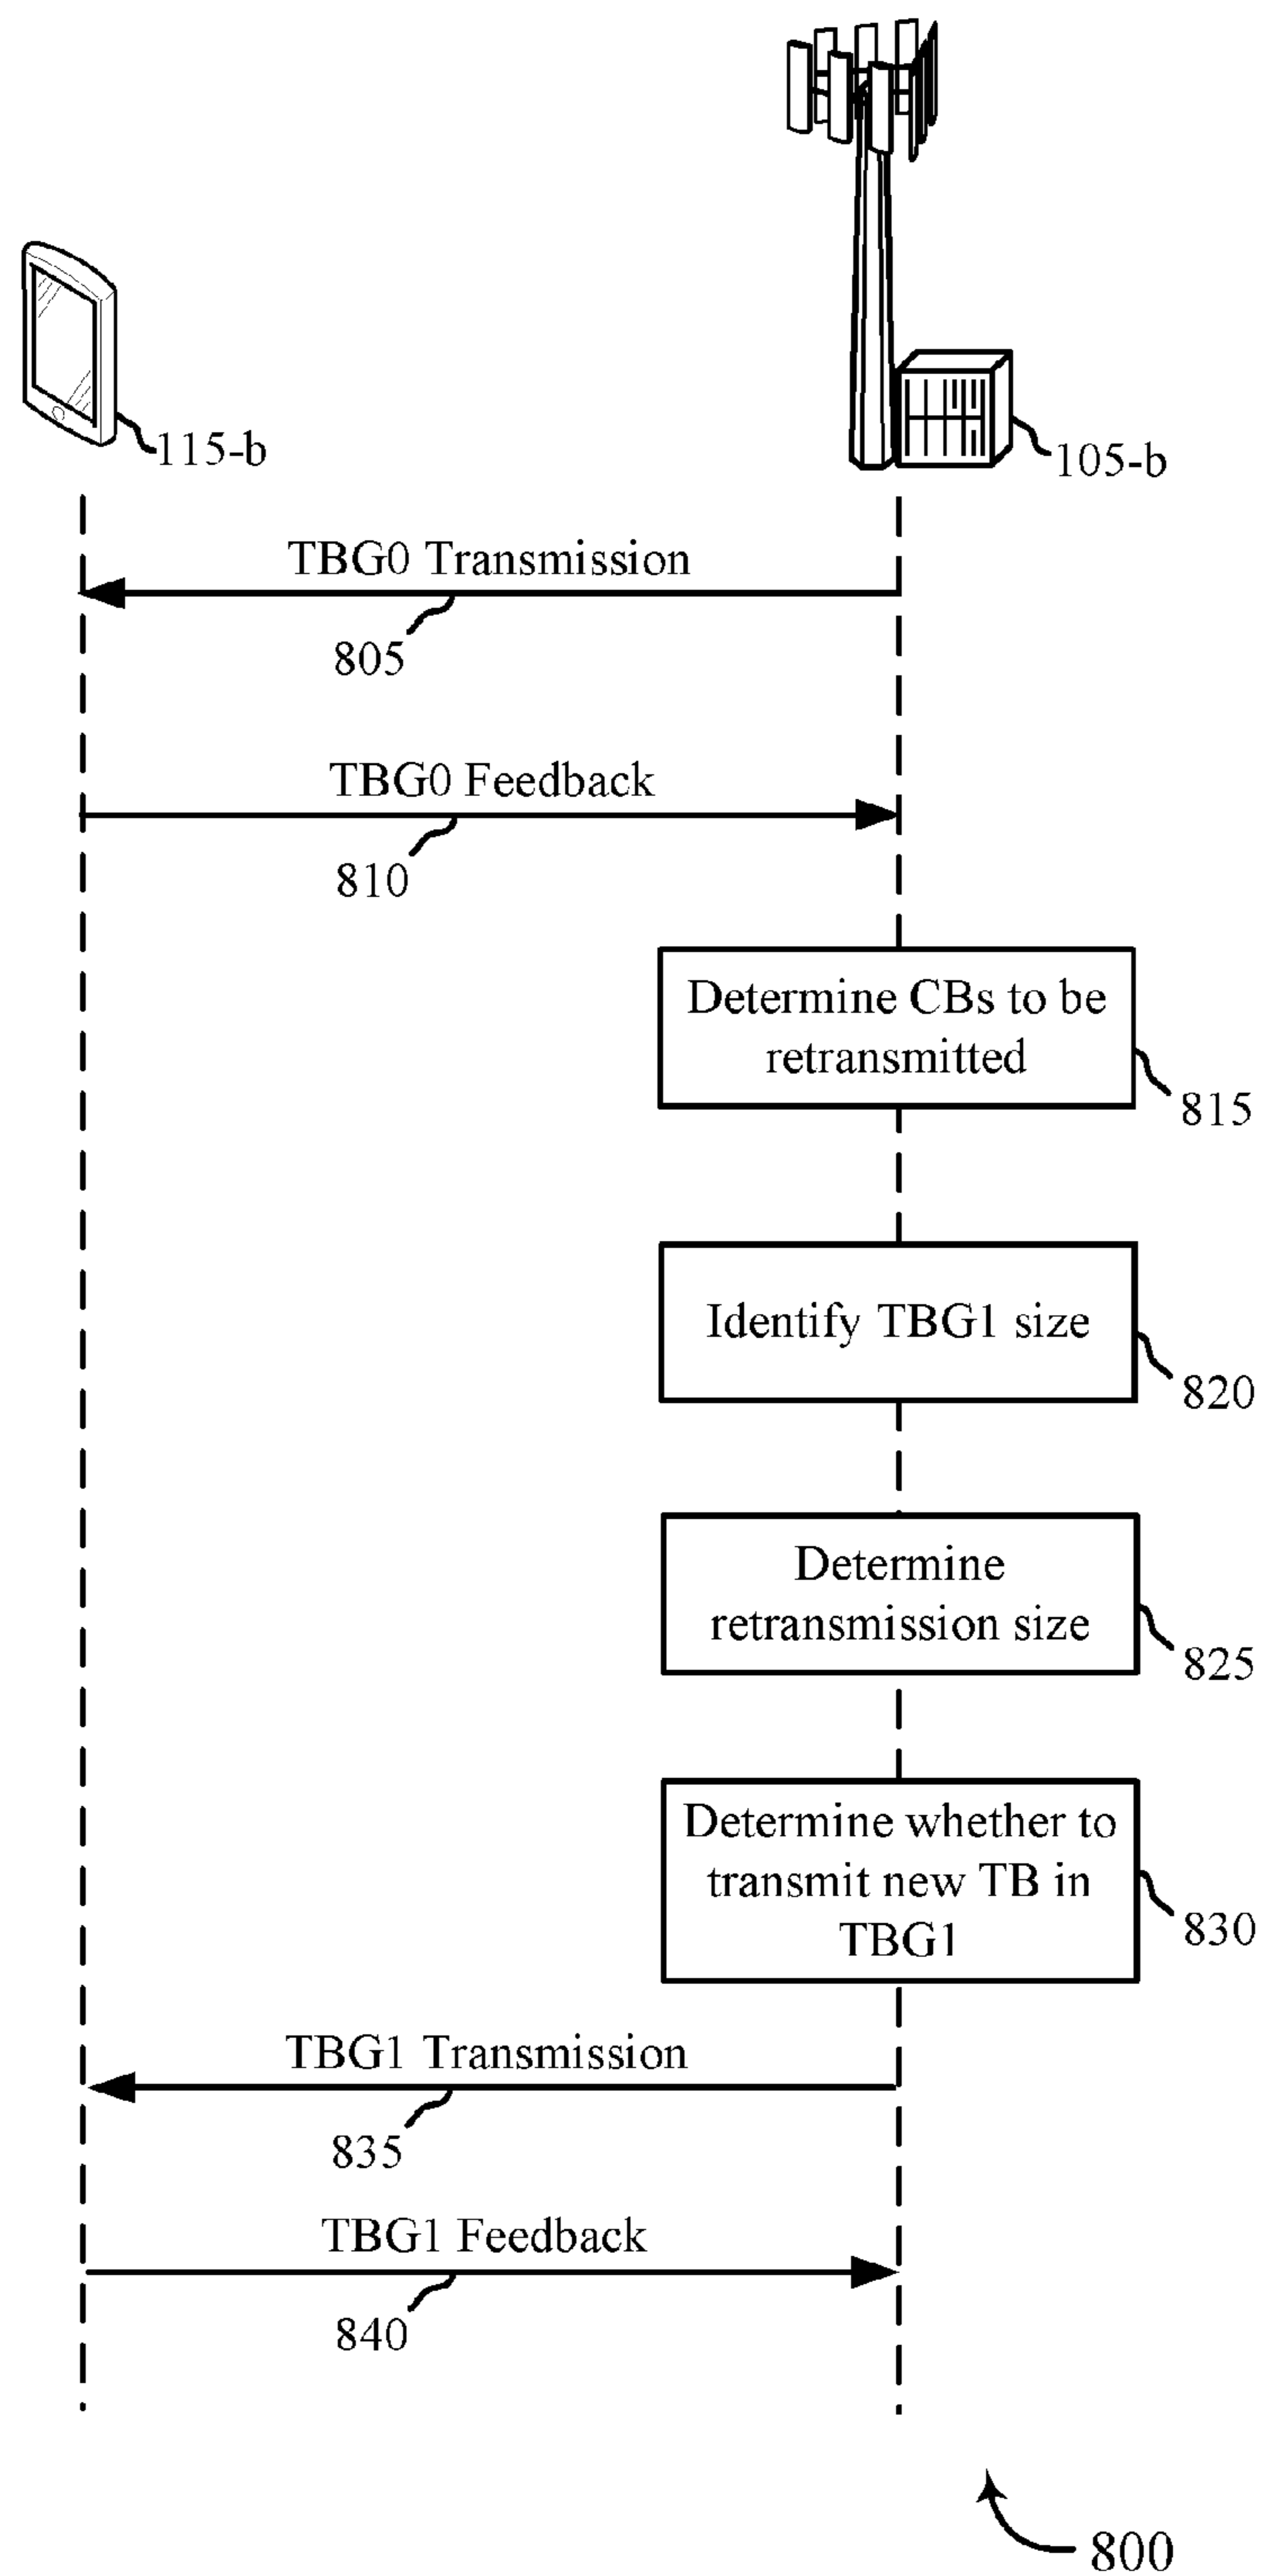 115-b
105-b
TBG0 Transmission
805
TBG0 Feedback
810
Determine CBs to be
retransmitted
815
Identify TBG1 size
820
Determine
retransmission size
825
Determine whether to
transmit new TB in
TBG1
830
TBG1 Transmission
835
TBG1 Feedback
840
800